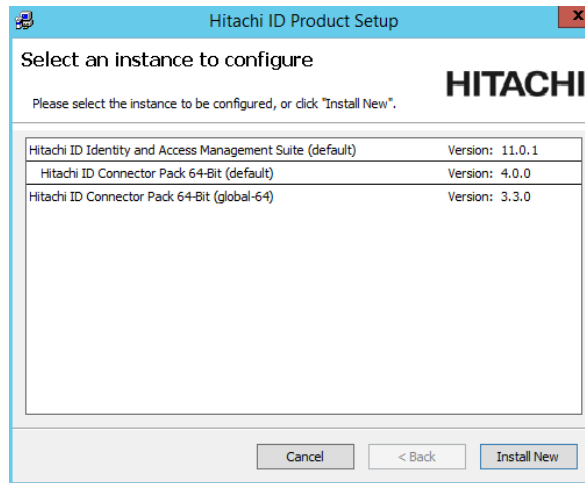 Hitachi ID Product Setup
x
Select an instance to configure
HITACHI
Please select the instance to be configured, or click "Install New".
Hitachi ID Identity and Access Management Suite (default) Version: 11.0.1
Hitachi ID Connector Pack 64-Bit (default) Version: 4.0.0
Hitachi ID Connector Pack 64-Bit (global-64) Version: 3.3.0
Cancel < Back Install New